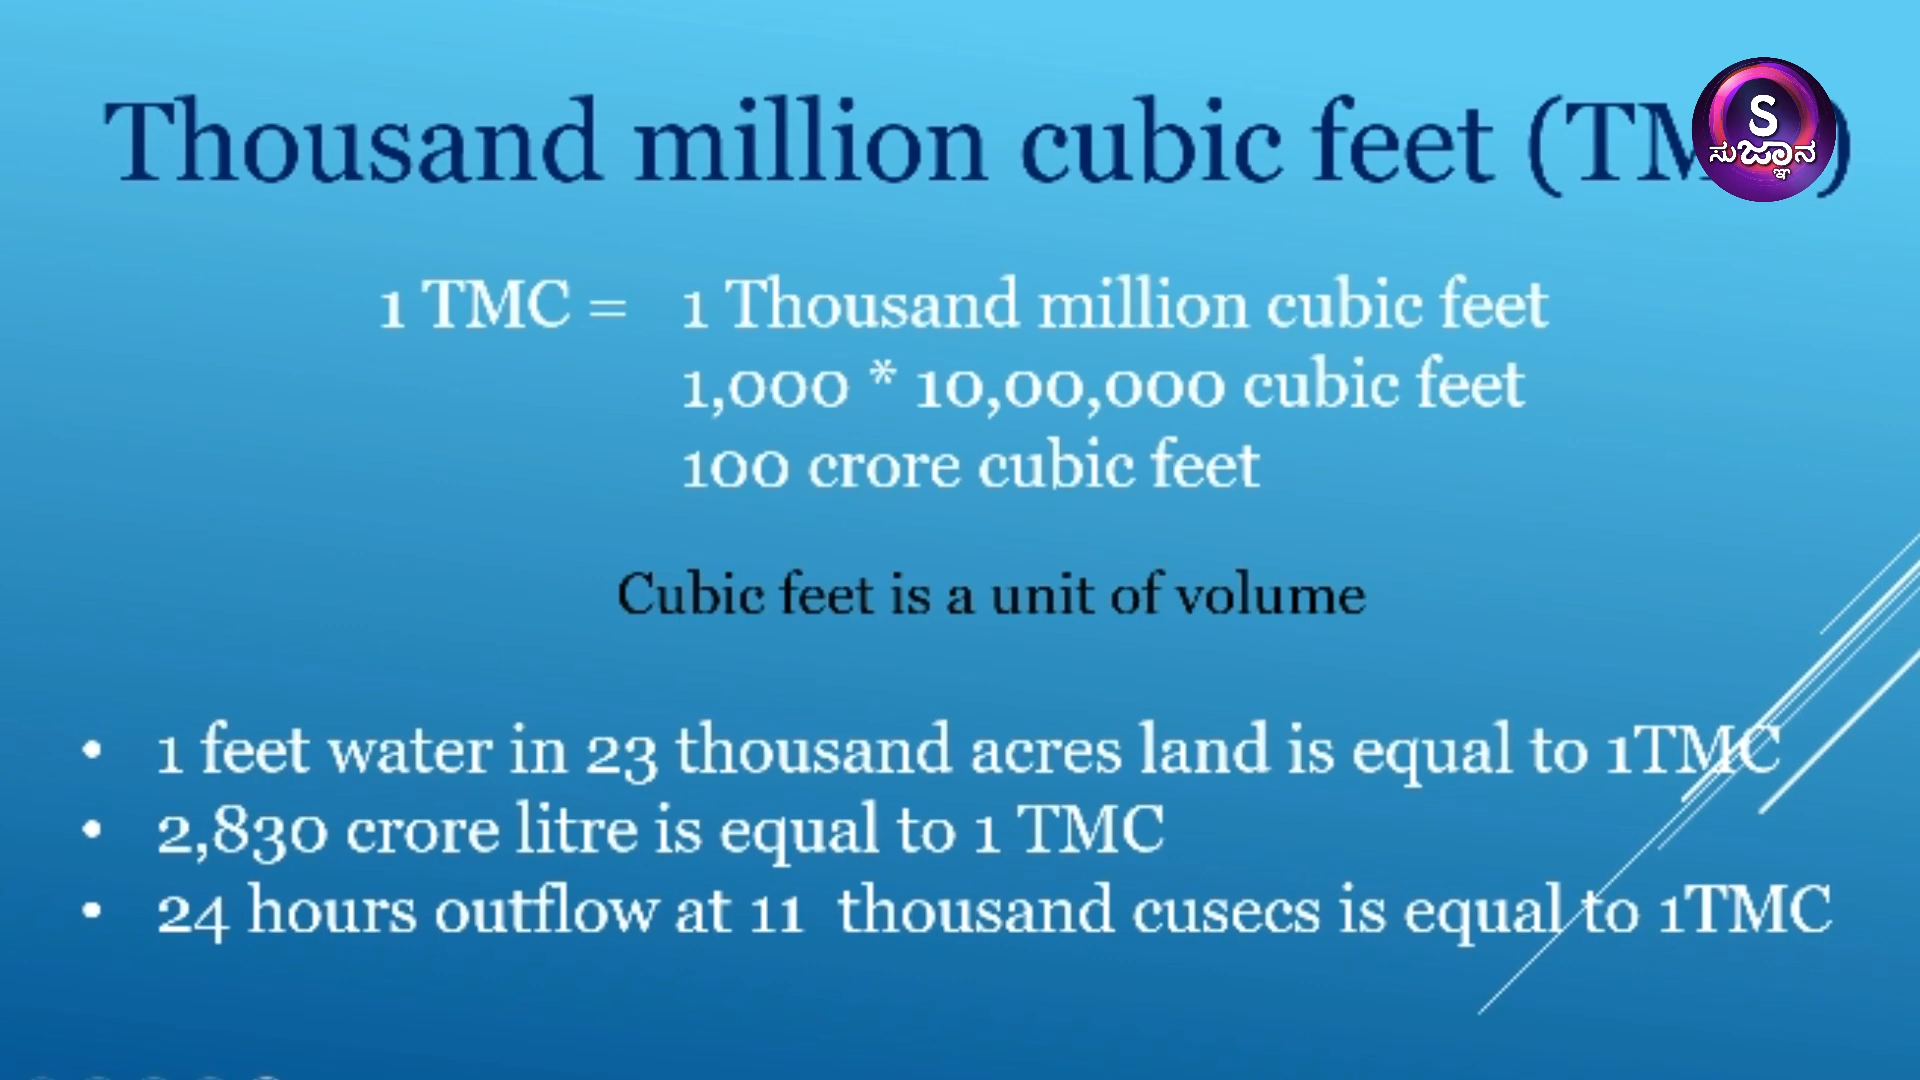 Thousand million cubic feet (TM )
S
ಸುಜ್ಞಾನ
1 TMC = 1 Thousand million cubic feet
1,000 * 10,00,000 cubic feet
100 crore cubic feet
Cubic feet is a unit of volume
• 1 feet water in 23 thousand acres land is equal to 1TMC
• 2,830 crore litre is equal to 1 TMC
• 24 hours outflow at 11 thousand cusecs is equal to 1TMC